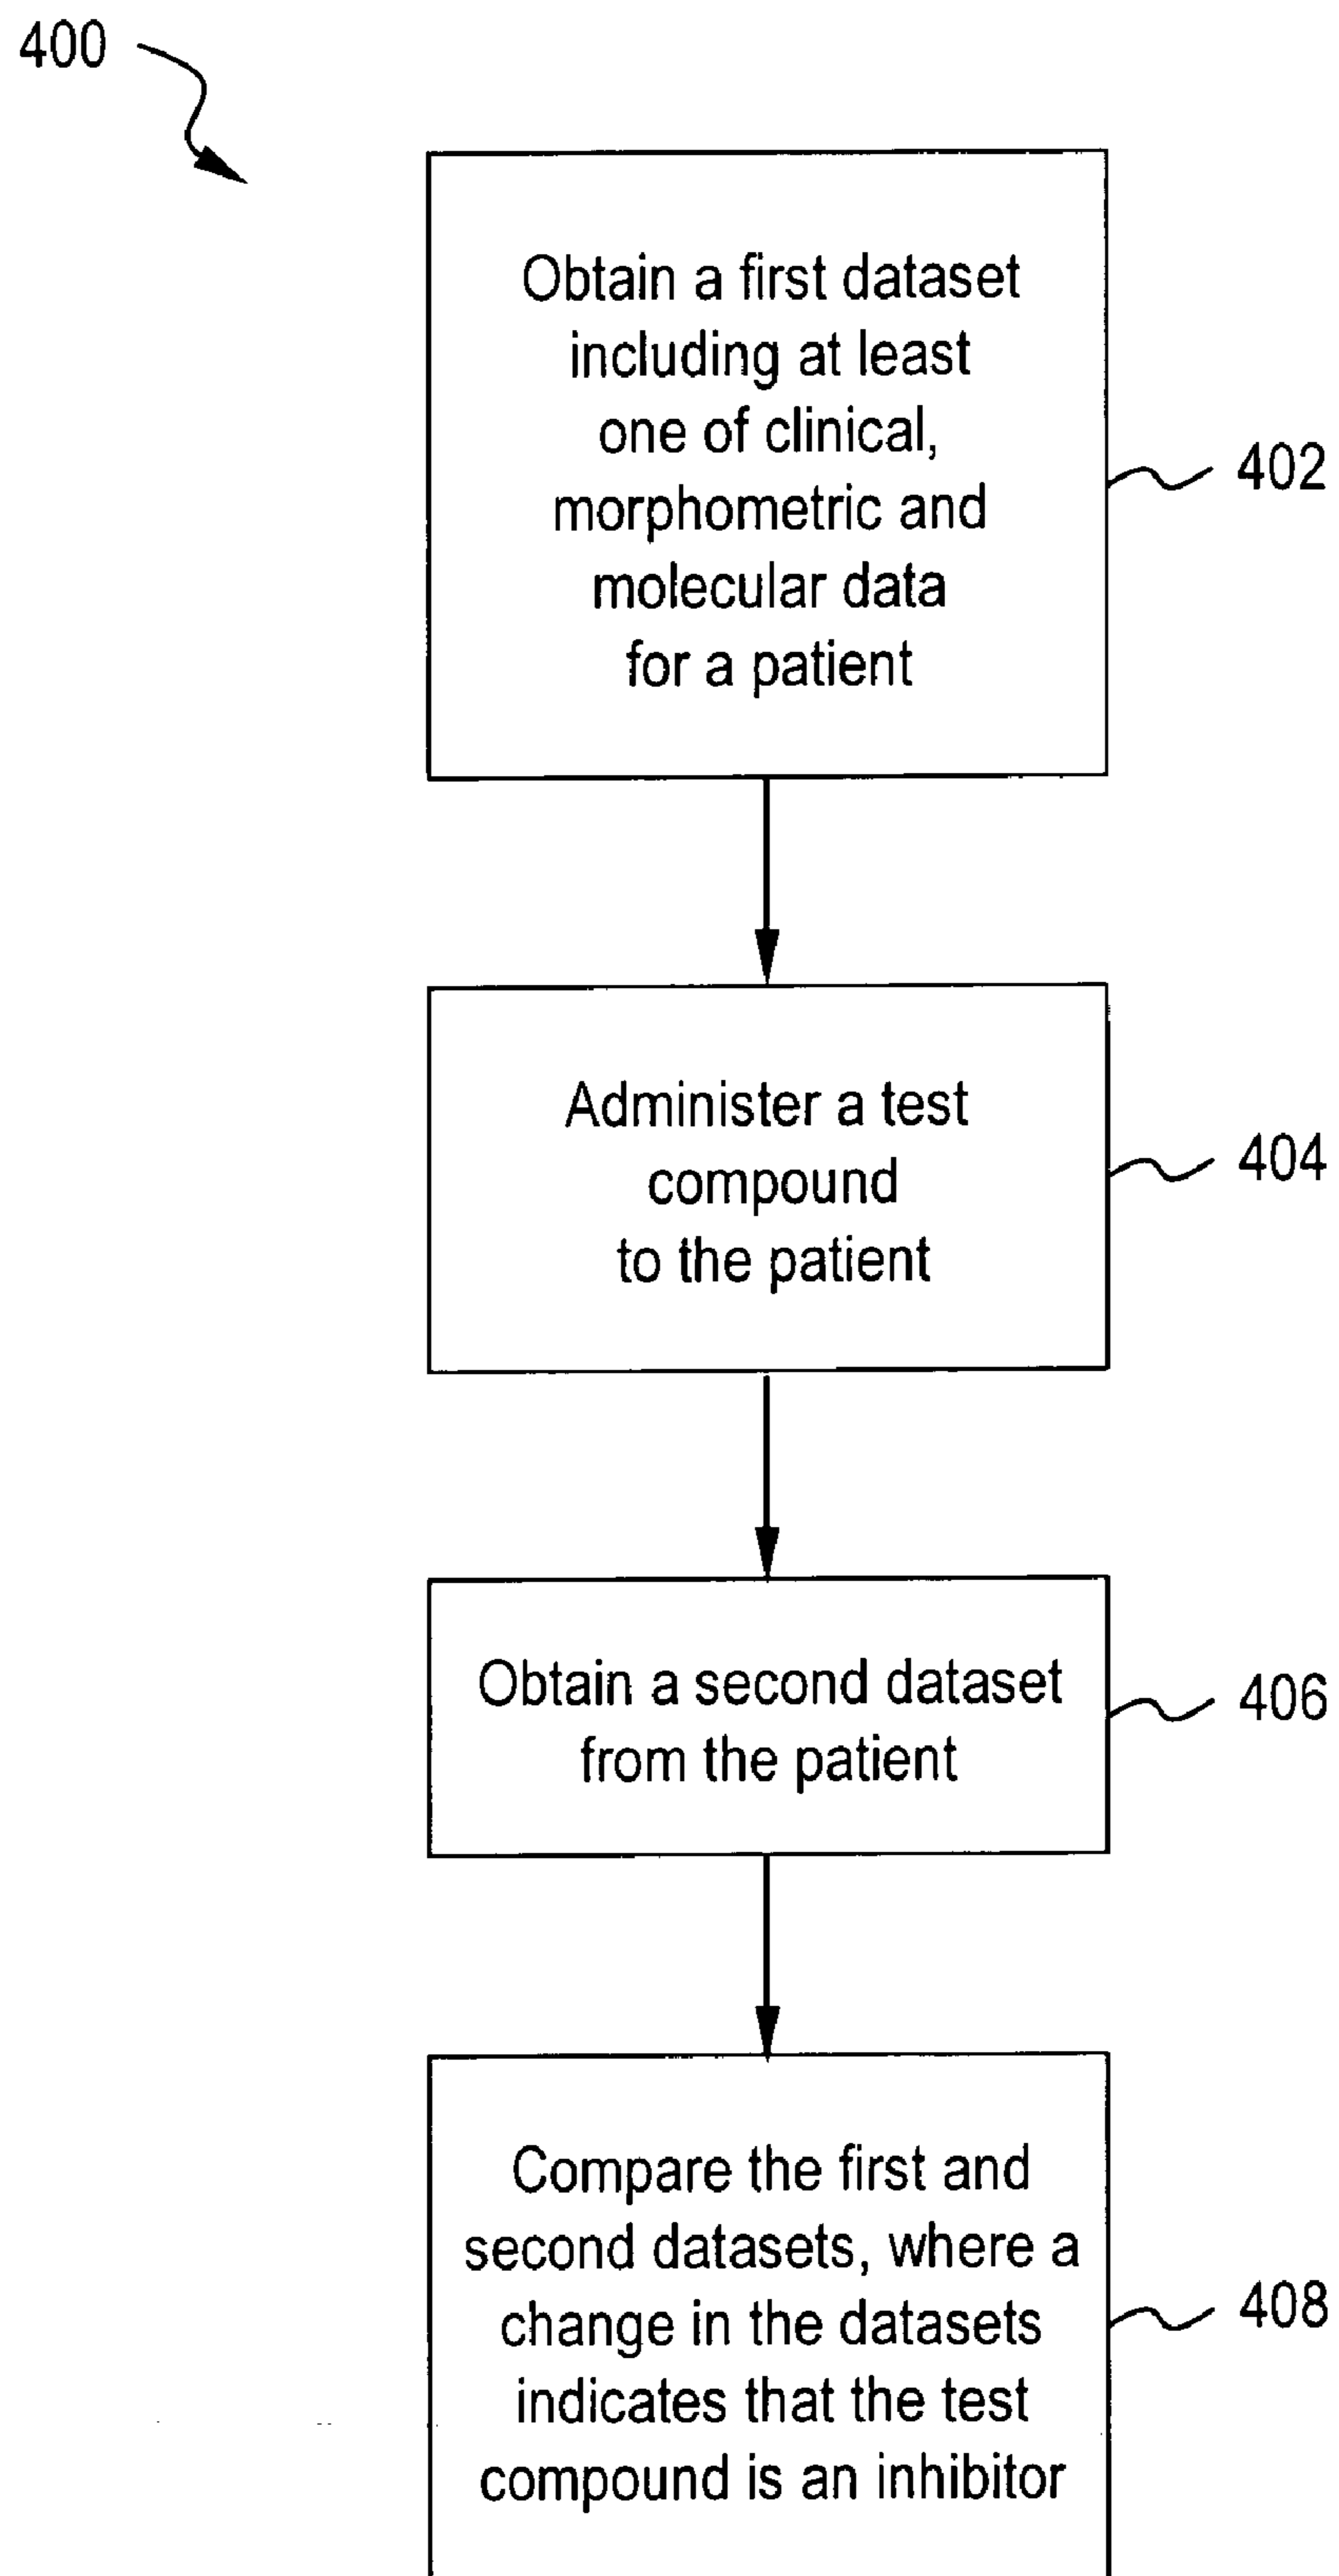 400
Obtain a first dataset
including at least
one of clinical,
morphometric and
molecular data
for a patient
402
Administer a test
compound
to the patient
404
Obtain a second dataset
from the patient
406
Compare the first and
second datasets, where a
change in the datasets
indicates that the test
compound is an inhibitor
408